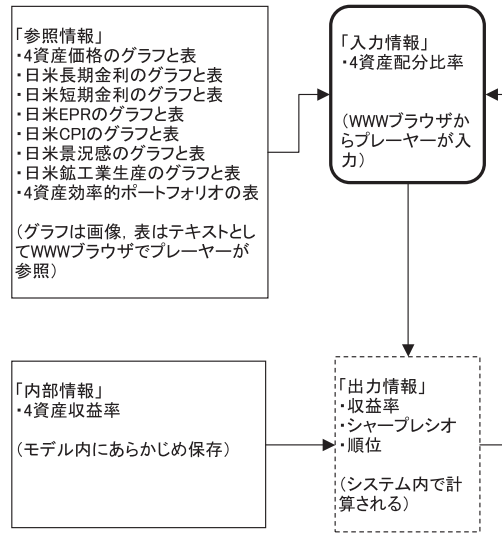 「参照情報」
・4資産価格のグラフと表
・日米長期金利のグラフと表
・日米短期金利のグラフと表
・日米EPRのグラフと表
・日米CPIのグラフと表
・日米景況感のグラフと表
・日米鉱工業生産のグラフと表
・4資産効率的ポートフォリオの表
(グラフは画像, 表はテキストとし
てWWWブラウザでプレーヤーが
参照)
「入力情報」
・4資産配分比率
(WWWブラウザか
らプレーヤーが入
力)
「内部情報」
・4資産収益率
(モデル内にあらかじめ保存)
「出力情報」
・収益率
・シャープレシオ
・順位
(システム内で計
算される)